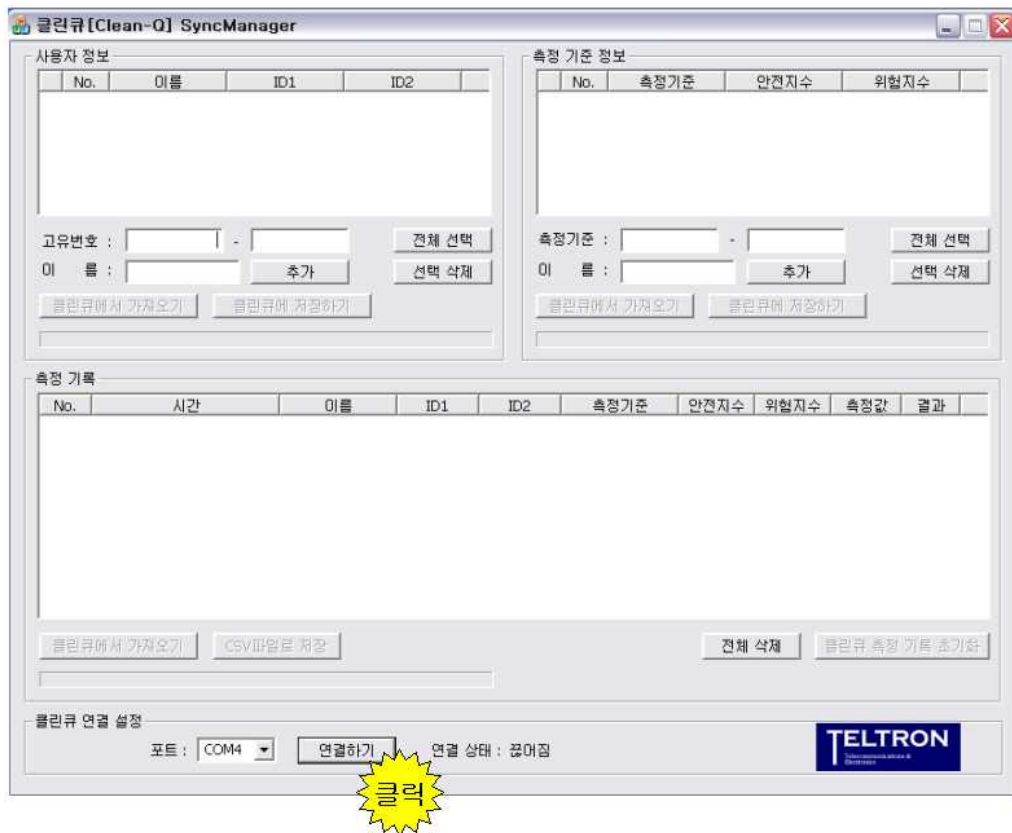 클린큐[Clean-Q] SyncManager
사용자 정보
No. 이름 ID1 ID2
고유번호 : - 전체 선택
이 름 : 추가 선택 삭제
클린큐에서 가져오기 클린큐에 저장하기
측정 기준 정보
No. 측정기준 안전지수 위험지수
측정기준 : - 전체 선택
이 름 : 추가 선택 삭제
클린큐에서 가져오기 클린큐에 저장하기
측정 기록
No. 시간 이름 ID1 ID2 측정기준 안전지수 위험지수 측정값 결과
클린큐에서 가져오기 CSV파일로 저장 전체 삭제 클린큐 측정 기록 초기화
클린큐 연결 설정
포트 : COM4 연결하기 연결 상태 : 끊어짐
TELTRON
Telecommunications &
Electronics
클릭